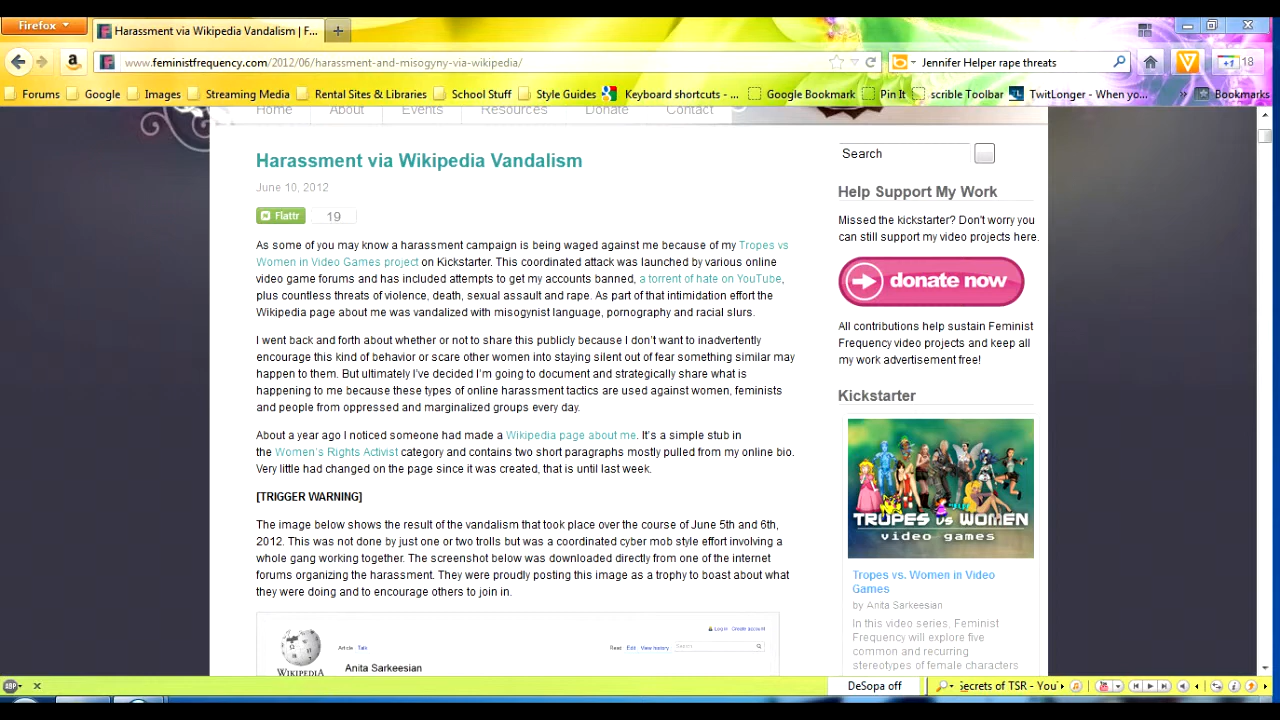 Firefox
Harassment via Wikipedia Vandalism | F...
www.feministfrequency.com/2012/06/harassment-and-misogyny-via-wikipedia/
Jennifer Helper rape threats
+1 18
Forums Google Images Streaming Media Rental Sites & Libraries School Stuff Style Guides Keyboard shortcuts - ... Google Bookmark Pin It scrible Toolbar TwitLonger - When yo... » Bookmarks
Home About Events Resources Donate Contact
Harassment via Wikipedia Vandalism
June 10, 2012
Flattr 19
As some of you may know a harassment campaign is being waged against me because of my Tropes vs
Women in Video Games project on Kickstarter. This coordinated attack was launched by various online
video game forums and has included attempts to get my accounts banned, a torrent of hate on YouTube,
plus countless threats of violence, death, sexual assault and rape. As part of that intimidation effort the
Wikipedia page about me was vandalized with misogynist language, pornography and racial slurs.
I went back and forth about whether or not to share this publicly because I don't want to inadvertently
encourage this kind of behavior or scare other women into staying silent out of fear something similar may
happen to them. But ultimately I've decided I'm going to document and strategically share what is
happening to me because these types of online harassment tactics are used against women, feminists
and people from oppressed and marginalized groups every day.
About a year ago I noticed someone had made a Wikipedia page about me. It's a simple stub in
the Women's Rights Activist category and contains two short paragraphs mostly pulled from my online bio.
Very little had changed on the page since it was created, that is until last week.
[TRIGGER WARNING]
The image below shows the result of the vandalism that took place over the course of June 5th and 6th,
2012. This was not done by just one or two trolls but was a coordinated cyber mob style effort involving a
whole gang working together. The screenshot below was downloaded directly from one of the internet
forums organizing the harassment. They were proudly posting this image as a trophy to boast about what
they were doing and to encourage others to join in.
Log in Create account
Article Talk Read Edit View history Search
WIKIPEDIA
Anita Sarkeesian
Search
Help Support My Work
Missed the kickstarter? Don't worry you
can still support my video projects here.
donate now
All contributions help sustain Feminist
Frequency video projects and keep all
my work advertisement free!
Kickstarter
TROPES VS WOMEN
video games
Tropes vs. Women in Video
Games
by Anita Sarkeesian
In this video series, Feminist
Frequency will explore five
common and recurring
stereotypes of female characters
ABP DeSopa off Secrets of TSR - You